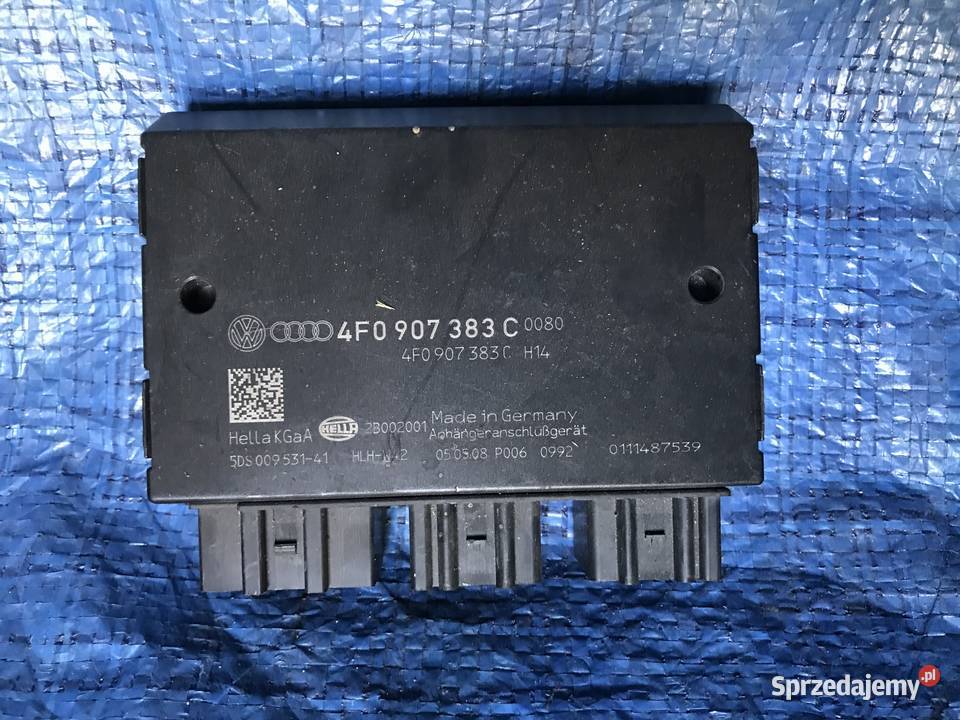 4F0 907 383 C 0080
4F0 907 383C H14
Hella KGaA HELLA 2B002001 Made in Germany
Anhängeranschlußgerät
5DS 009 531-41 05.05.08 P006 0992 0111487539
Sprzedajemy.pl